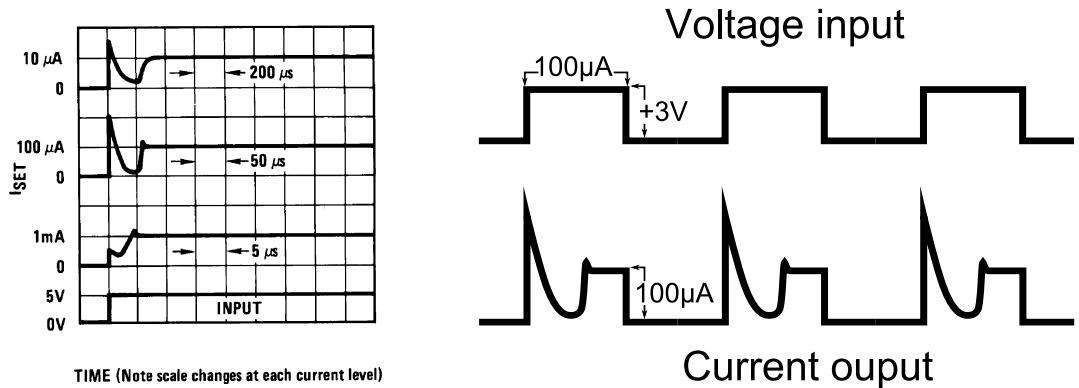 10 µA
0
200 µs
100 µA
0
50 µs
ISET
1mA
0
5 µs
5V
0V
INPUT
TIME (Note scale changes at each current level)
Voltage input
100µA
+3V
100µA
Current ouput